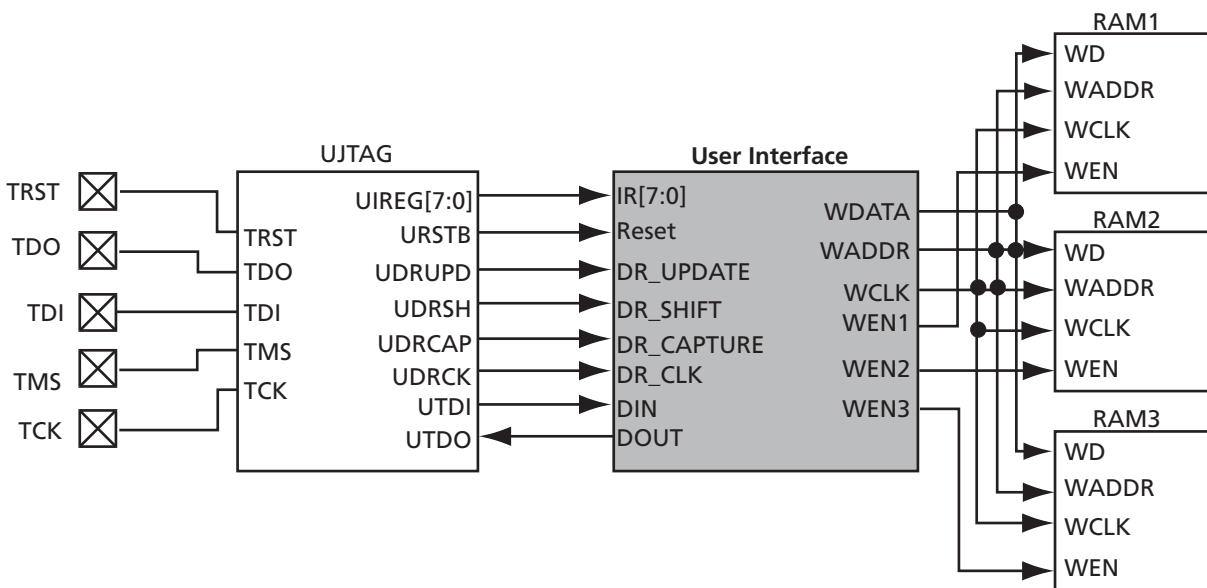 TRST
TDO
TDI
TMS
TCK
UJTAG
TRST
TDO
TDI
TMS
TCK
UIREG[7:0]
URSTB
UDRUPD
UDRSH
UDRCAP
UDRCK
UTDI
UTDO
User Interface
IR[7:0]
Reset
DR_UPDATE
DR_SHIFT
DR_CAPTURE
DR_CLK
DIN
DOUT
WDATA
WADDR
WCLK
WEN1
WEN2
WEN3
RAM1
WD
WADDR
WCLK
WEN
RAM2
WD
WADDR
WCLK
WEN
RAM3
WD
WADDR
WCLK
WEN